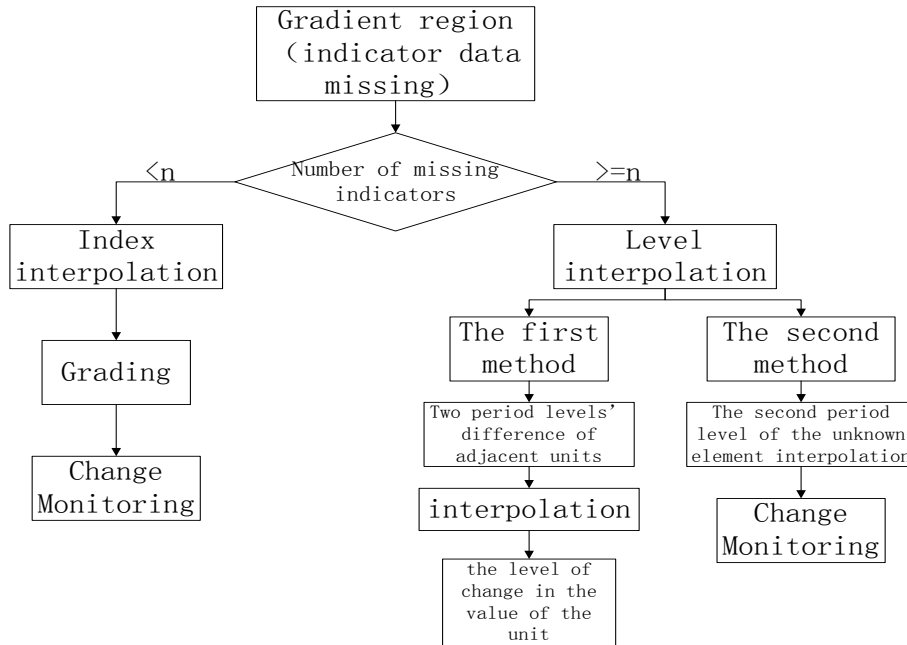 Gradient region
（indicator data
missing）
Number of missing
indicators
<n
>=n
Index
interpolation
Level
interpolation
Grading
Change
Monitoring
The first
method
The second
method
Two period levels’
difference of
adjacent units
The second period
level of the unknown
element interpolation
interpolation
Change
Monitoring
the level of
change in the
value of the
unit